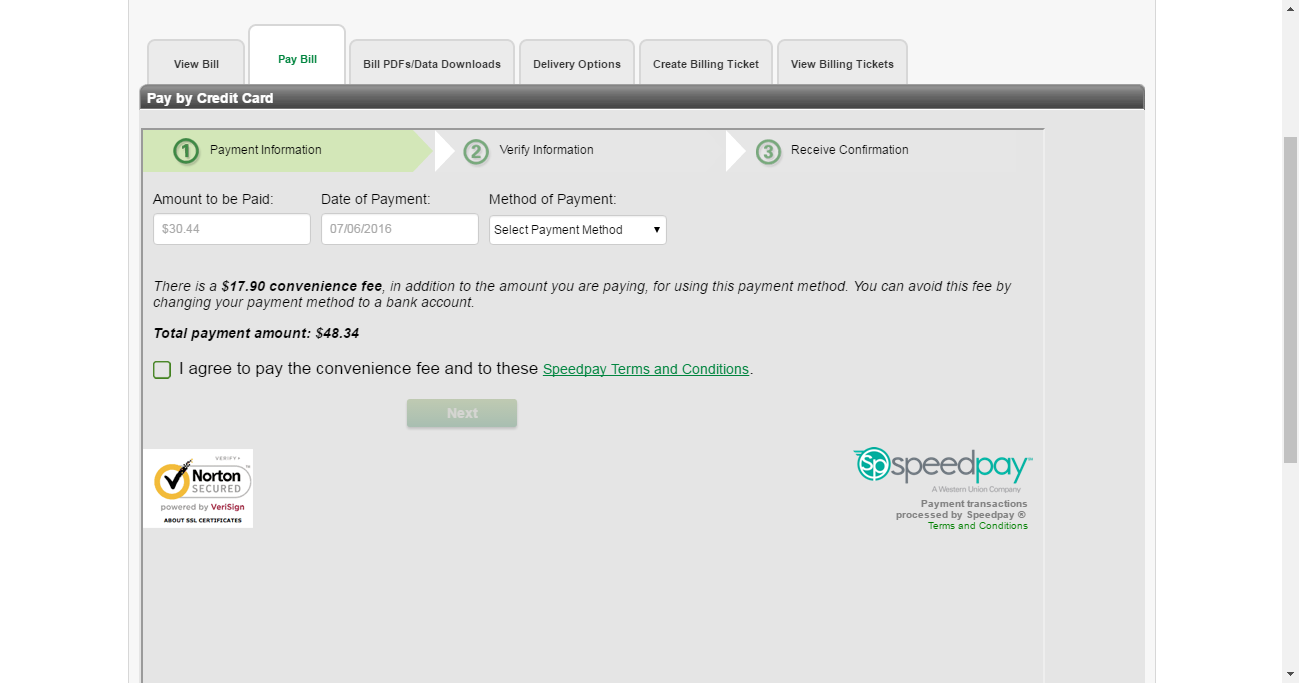 View Bill
Pay Bill
Bill PDFs/Data Downloads
Delivery Options
Create Billing Ticket
View Billing Tickets
Pay by Credit Card
1 Payment Information
2 Verify Information
3 Receive Confirmation
Amount to be Paid: Date of Payment: Method of Payment:
$30.44 07/06/2016 Select Payment Method
There is a $17.90 convenience fee, in addition to the amount you are paying, for using this payment method. You can avoid this fee by
changing your payment method to a bank account.
Total payment amount: $48.34
I agree to pay the convenience fee and to these Speedpay Terms and Conditions.
Next
VERIFY
Norton™
SECURED
powered by VeriSign
ABOUT SSL CERTIFICATES
sp speedpay™
A Western Union Company
Payment transactions
processed by Speedpay ®
Terms and Conditions